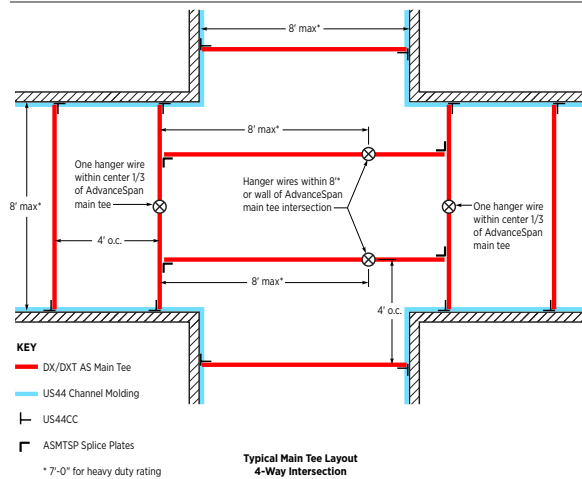 8' max*
8' max*
One hanger wire
within center 1/3
of AdvanceSpan
main tee
Hanger wires within 8'*
or wall of AdvanceSpan
main tee intersection
One hanger wire
within center 1/3
of AdvanceSpan
main tee
8' max*
4' o.c.
8' max*
4' o.c.
KEY
DX/DXT AS Main Tee
US44 Channel Molding
US44CC
ASMTSP Splice Plates
* 7'-0" for heavy duty rating
Typical Main Tee Layout
4-Way Intersection